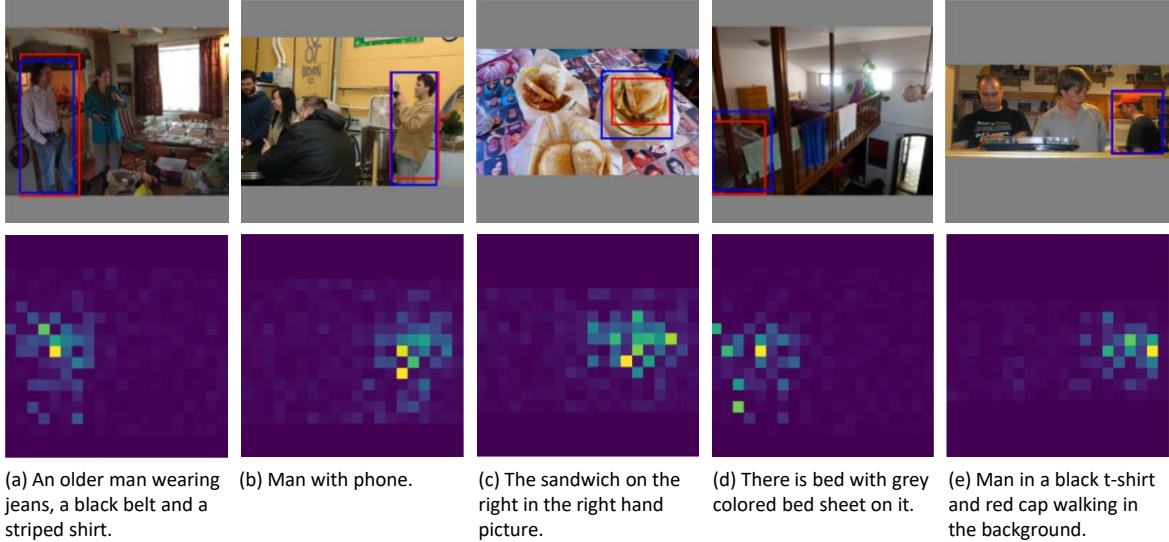 (a) An older man wearing
jeans, a black belt and a
striped shirt.
(b) Man with phone.
(c) The sandwich on the
right in the right hand
picture.
(d) There is bed with grey
colored bed sheet on it.
(e) Man in a black t-shirt
and red cap walking in
the background.